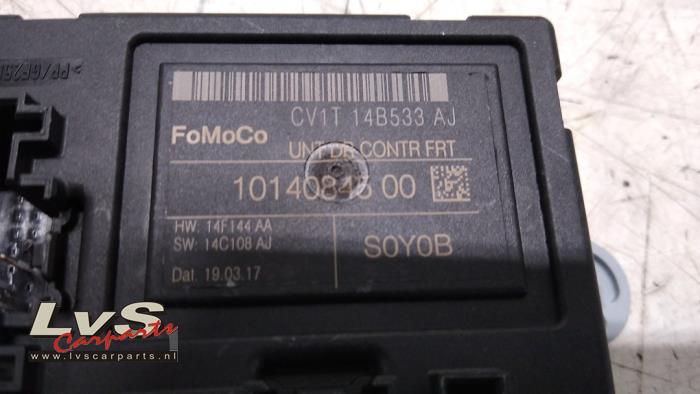 CV1T 14B533 AJ
FoMoCo
UNT DR CONTR FRT
10140846 00
HW: 14F144 AA
SW: 14C108 AJ
S0Y0B
Dat. 19.03.17
LvS
Carparts
www.lvscarparts.nl